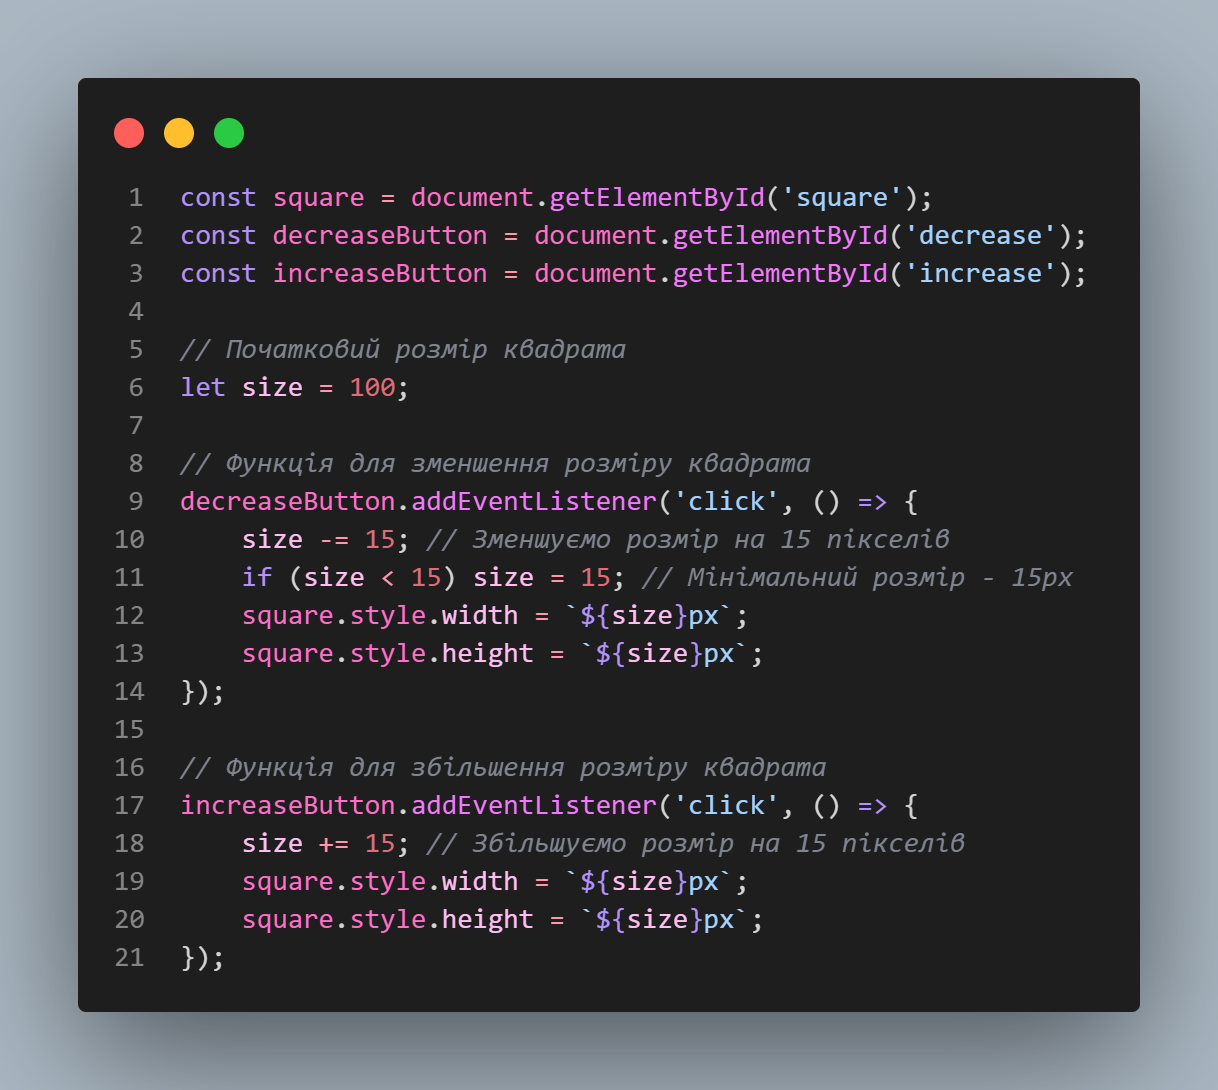 1 const square = document.getElementById('square');
2 const decreaseButton = document.getElementById('decrease');
3 const increaseButton = document.getElementById('increase');
4
5 // Початковий розмір квадрата
6 let size = 100;
7
8 // Функція для зменшення розміру квадрата
9 decreaseButton.addEventListener('click', () => {
10     size -= 15; // Зменшуємо розмір на 15 пікселів
11     if (size < 15) size = 15; // Мінімальний розмір - 15px
12     square.style.width = `${size}px`;
13     square.style.height = `${size}px`;
14 });
15
16 // Функція для збільшення розміру квадрата
17 increaseButton.addEventListener('click', () => {
18     size += 15; // Збільшуємо розмір на 15 пікселів
19     square.style.width = `${size}px`;
20     square.style.height = `${size}px`;
21 });